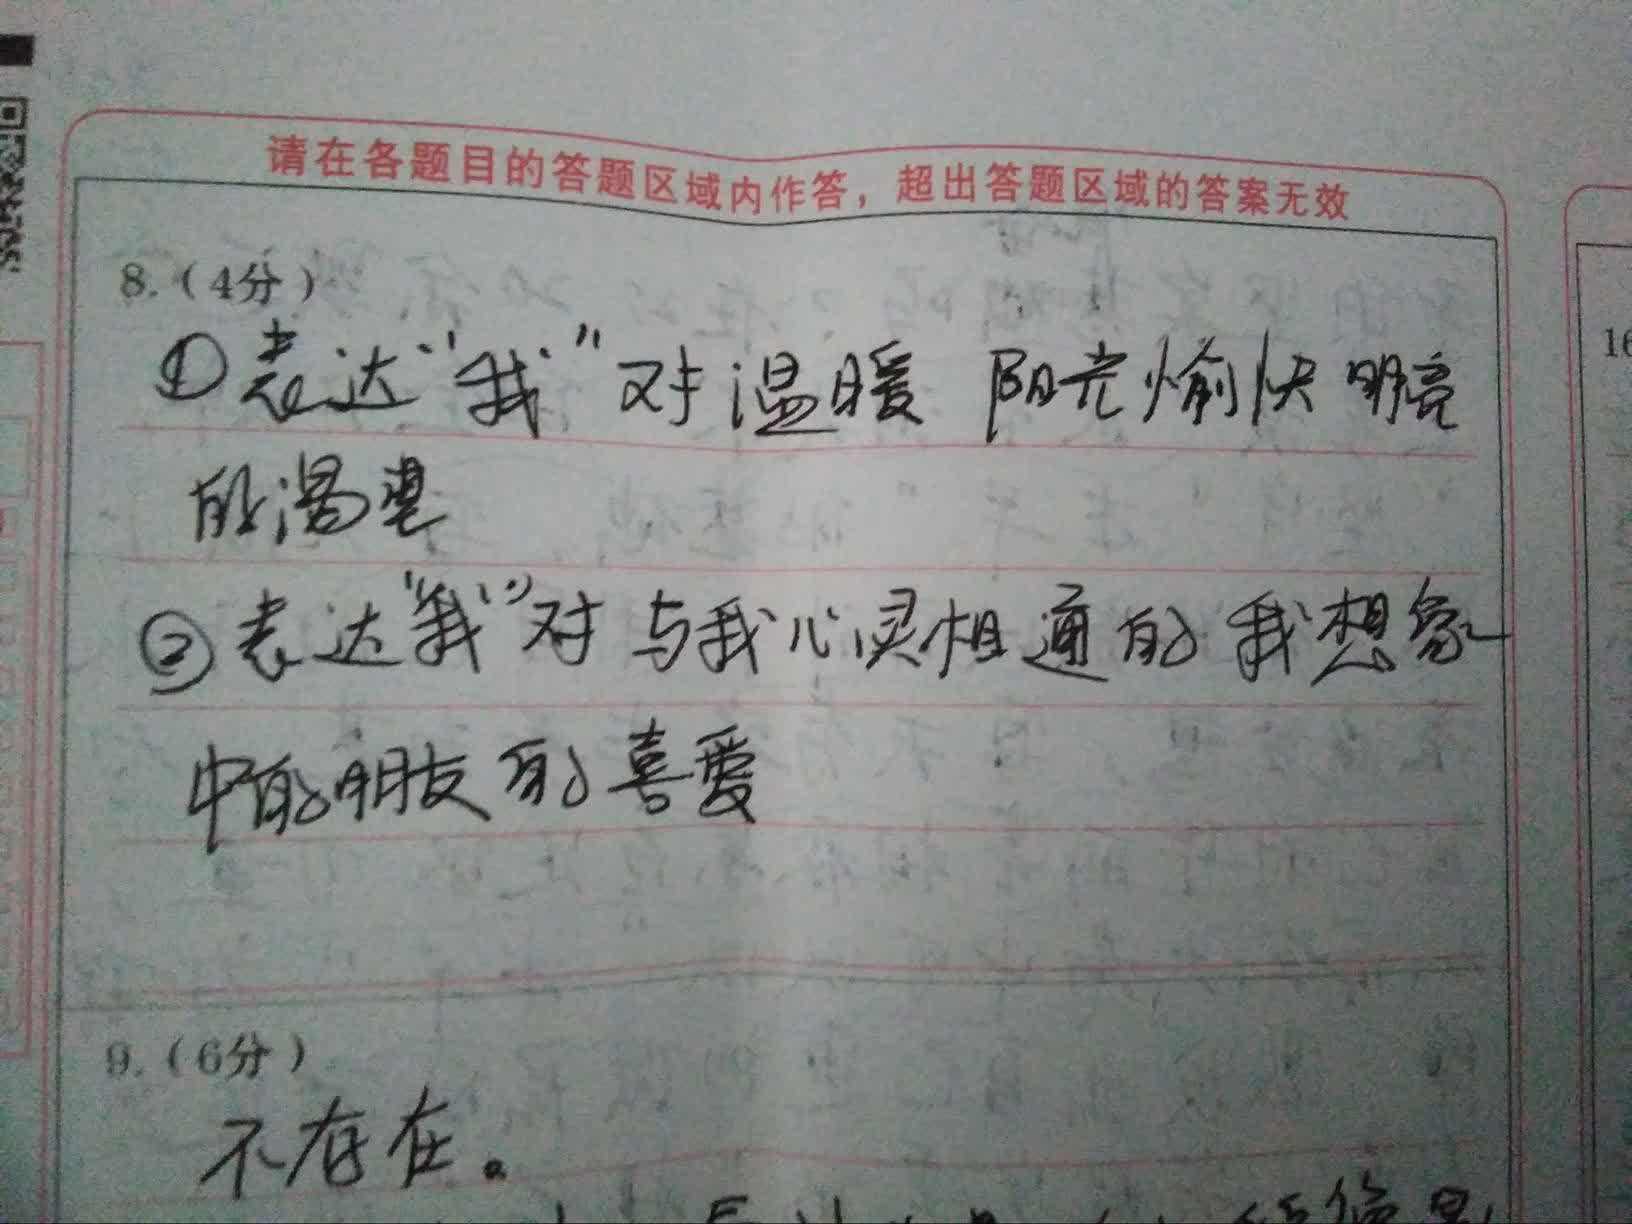 请在各题目的答题区域内作答，超出答题区域的答案无效
8.（4分）
①表达“我”对温暖 阳光愉快明亮
的渴望
②表达“我”对与我心灵相通的我想象
中的朋友的喜爱
9.（6分）
不存在。
16